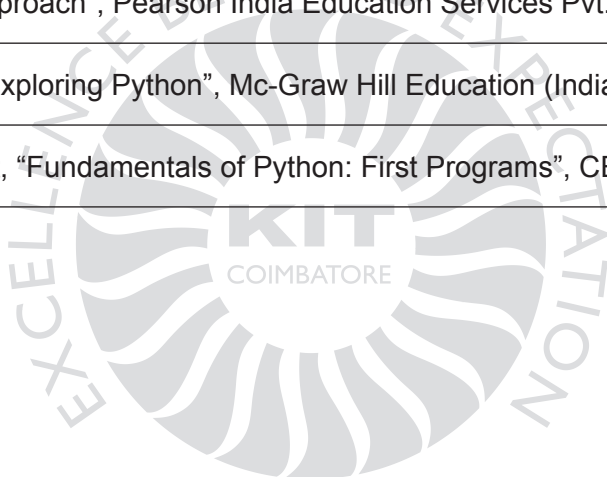 proach", Pearson India Education Services Pvt.
xploring Python", Mc-Graw Hill Education (India
, "Fundamentals of Python: First Programs", CE
KIT
COIMBATORE